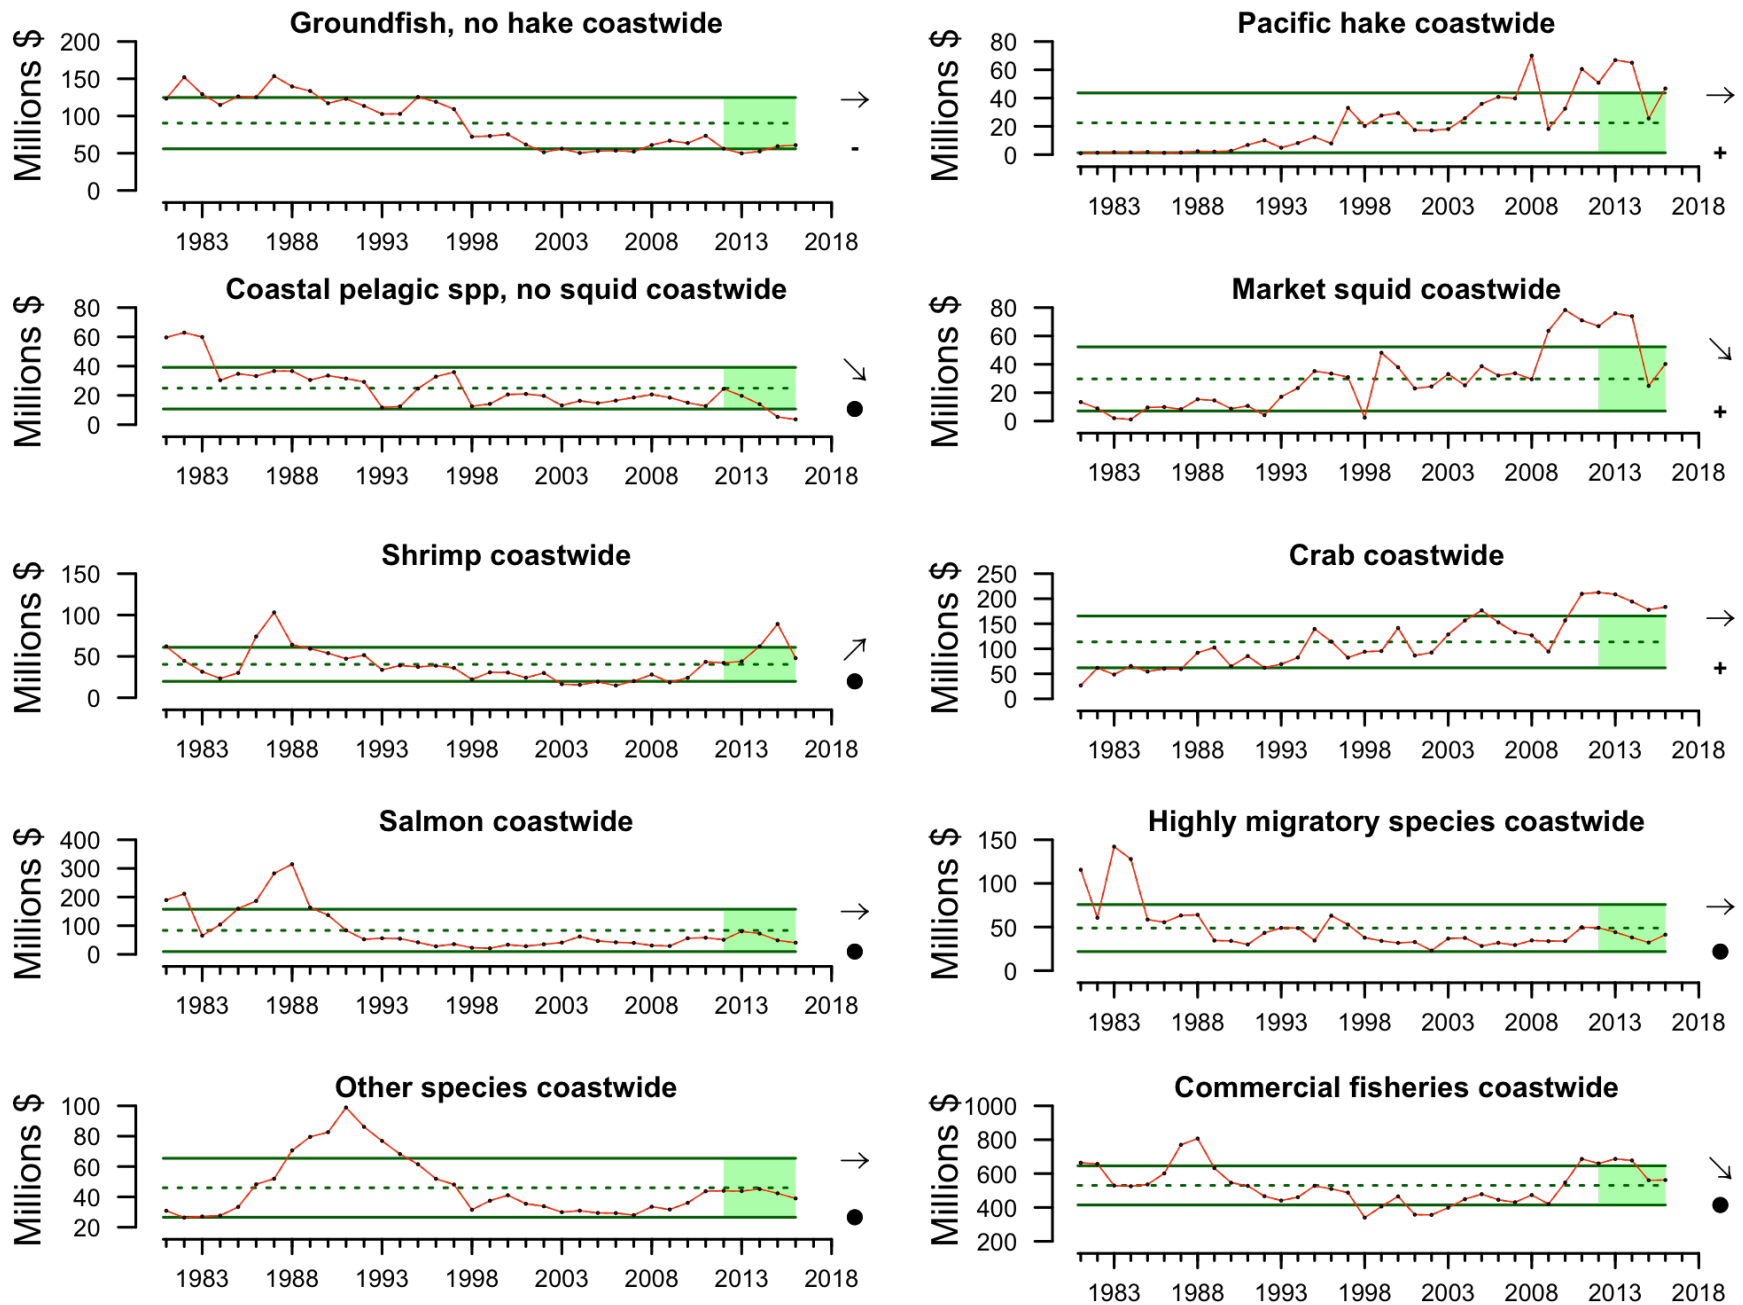 Groundfish, no hake coastwide
Millions $
200
150
100
50
0
1983 1988 1993 1998 2003 2008 2013 2018
-
Pacific hake coastwide
Millions $
80
60
40
20
0
1983 1988 1993 1998 2003 2008 2013 2018
+
Coastal pelagic spp, no squid coastwide
Millions $
80
60
40
20
0
1983 1988 1993 1998 2003 2008 2013 2018
Market squid coastwide
Millions $
80
60
40
20
0
1983 1988 1993 1998 2003 2008 2013 2018
+
Shrimp coastwide
Millions $
150
100
50
0
1983 1988 1993 1998 2003 2008 2013 2018
Crab coastwide
Millions $
250
200
150
100
50
0
1983 1988 1993 1998 2003 2008 2013 2018
+
Salmon coastwide
Millions $
400
300
200
100
0
1983 1988 1993 1998 2003 2008 2013 2018
Highly migratory species coastwide
Millions $
150
100
50
0
1983 1988 1993 1998 2003 2008 2013 2018
Other species coastwide
Millions $
100
80
60
40
20
1983 1988 1993 1998 2003 2008 2013 2018
Commercial fisheries coastwide
Millions $
1000
800
600
400
200
1983 1988 1993 1998 2003 2008 2013 2018